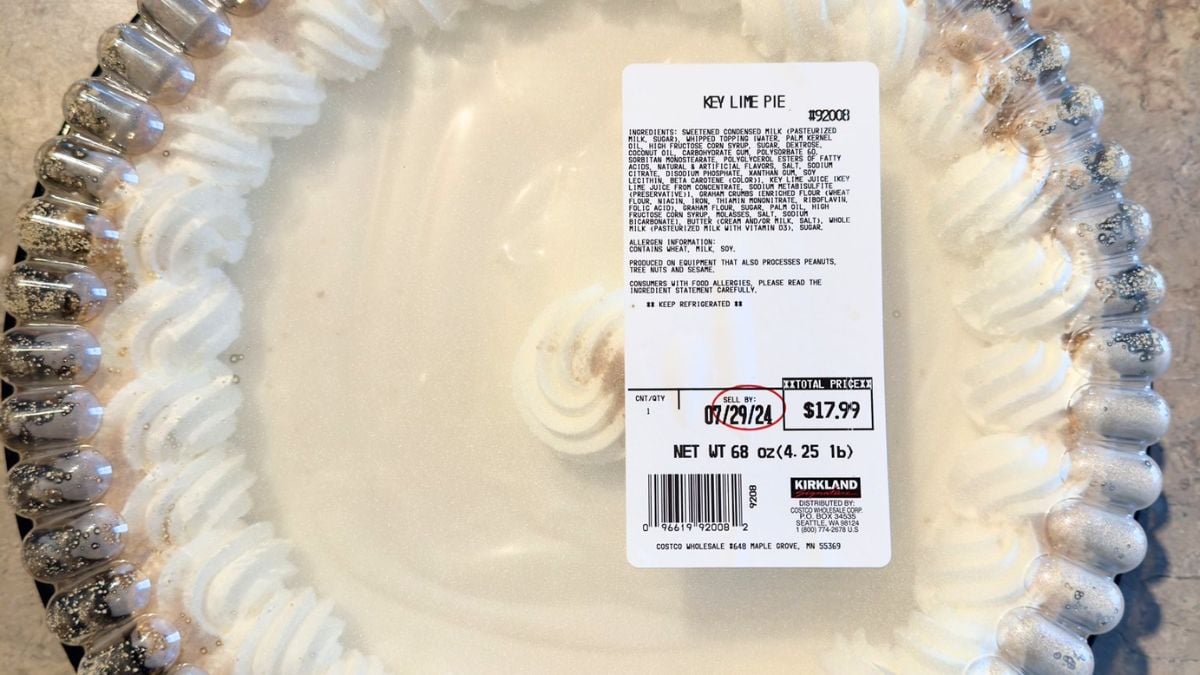 KEY LIME PIE
#92008
INGREDIENTS: SWEETENED CONDENSED MILK (PASTEURIZED
MILK, SUGAR), WHIPPED TOPPING (WATER, PALM KERNEL
OIL, HIGH FRUCTOSE CORN SYRUP, SUGAR, DEXTROSE,
COCONUT OIL, CARBOHYDRATE GUM, POLYSORBATE 60,
SORBITAN MONOSTEARATE, POLYGLYCEROL ESTERS OF FATTY
ACIDS, NATURAL & ARTIFICIAL FLAVORS, SALT, SODIUM
CITRATE, DISODIUM PHOSPHATE, XANTHAN GUM, SOY
LECITHIN, BETA CAROTENE (COLOR)), KEY LIME JUICE (KEY
LIME JUICE FROM CONCENTRATE, SODIUM METABISULFITE
(PRESERVATIVE)), GRAHAM CRUMBS (ENRICHED FLOUR (WHEAT
FLOUR, NIACIN, IRON, THIAMIN MONONITRATE, RIBOFLAVIN,
FOLIC ACID), GRAHAM FLOUR, SUGAR, PALM OIL, HIGH
FRUCTOSE CORN SYRUP, MOLASSES, SALT, SODIUM
BICARBONATE), BUTTER (CREAM AND/OR MILK, SALT), WHOLE
MILK (PASTEURIZED MILK WITH VITAMIN D3), SUGAR.
ALLERGEN INFORMATION:
CONTAINS WHEAT, MILK, SOY.
PRODUCED ON EQUIPMENT THAT ALSO PROCESSES PEANUTS,
TREE NUTS AND SESAME.
CONSUMERS WITH FOOD ALLERGIES, PLEASE READ THE
INGREDIENT STATEMENT CAREFULLY.
** KEEP REFRIGERATED **
CNT/QTY
1
SELL BY:
07/29/24
**TOTAL PRICE**
$17.99
NET WT 68 oz(4.25 lb)
0 96619 92008 2
9208
KIRKLAND
Signature
DISTRIBUTED BY:
COSTCO WHOLESALE CORP.
P.O. BOX 34535
SEATTLE, WA 98124
1 (800) 774-2678 U.S
COSTCO WHOLESALE #648 MAPLE GROVE, MN 55369